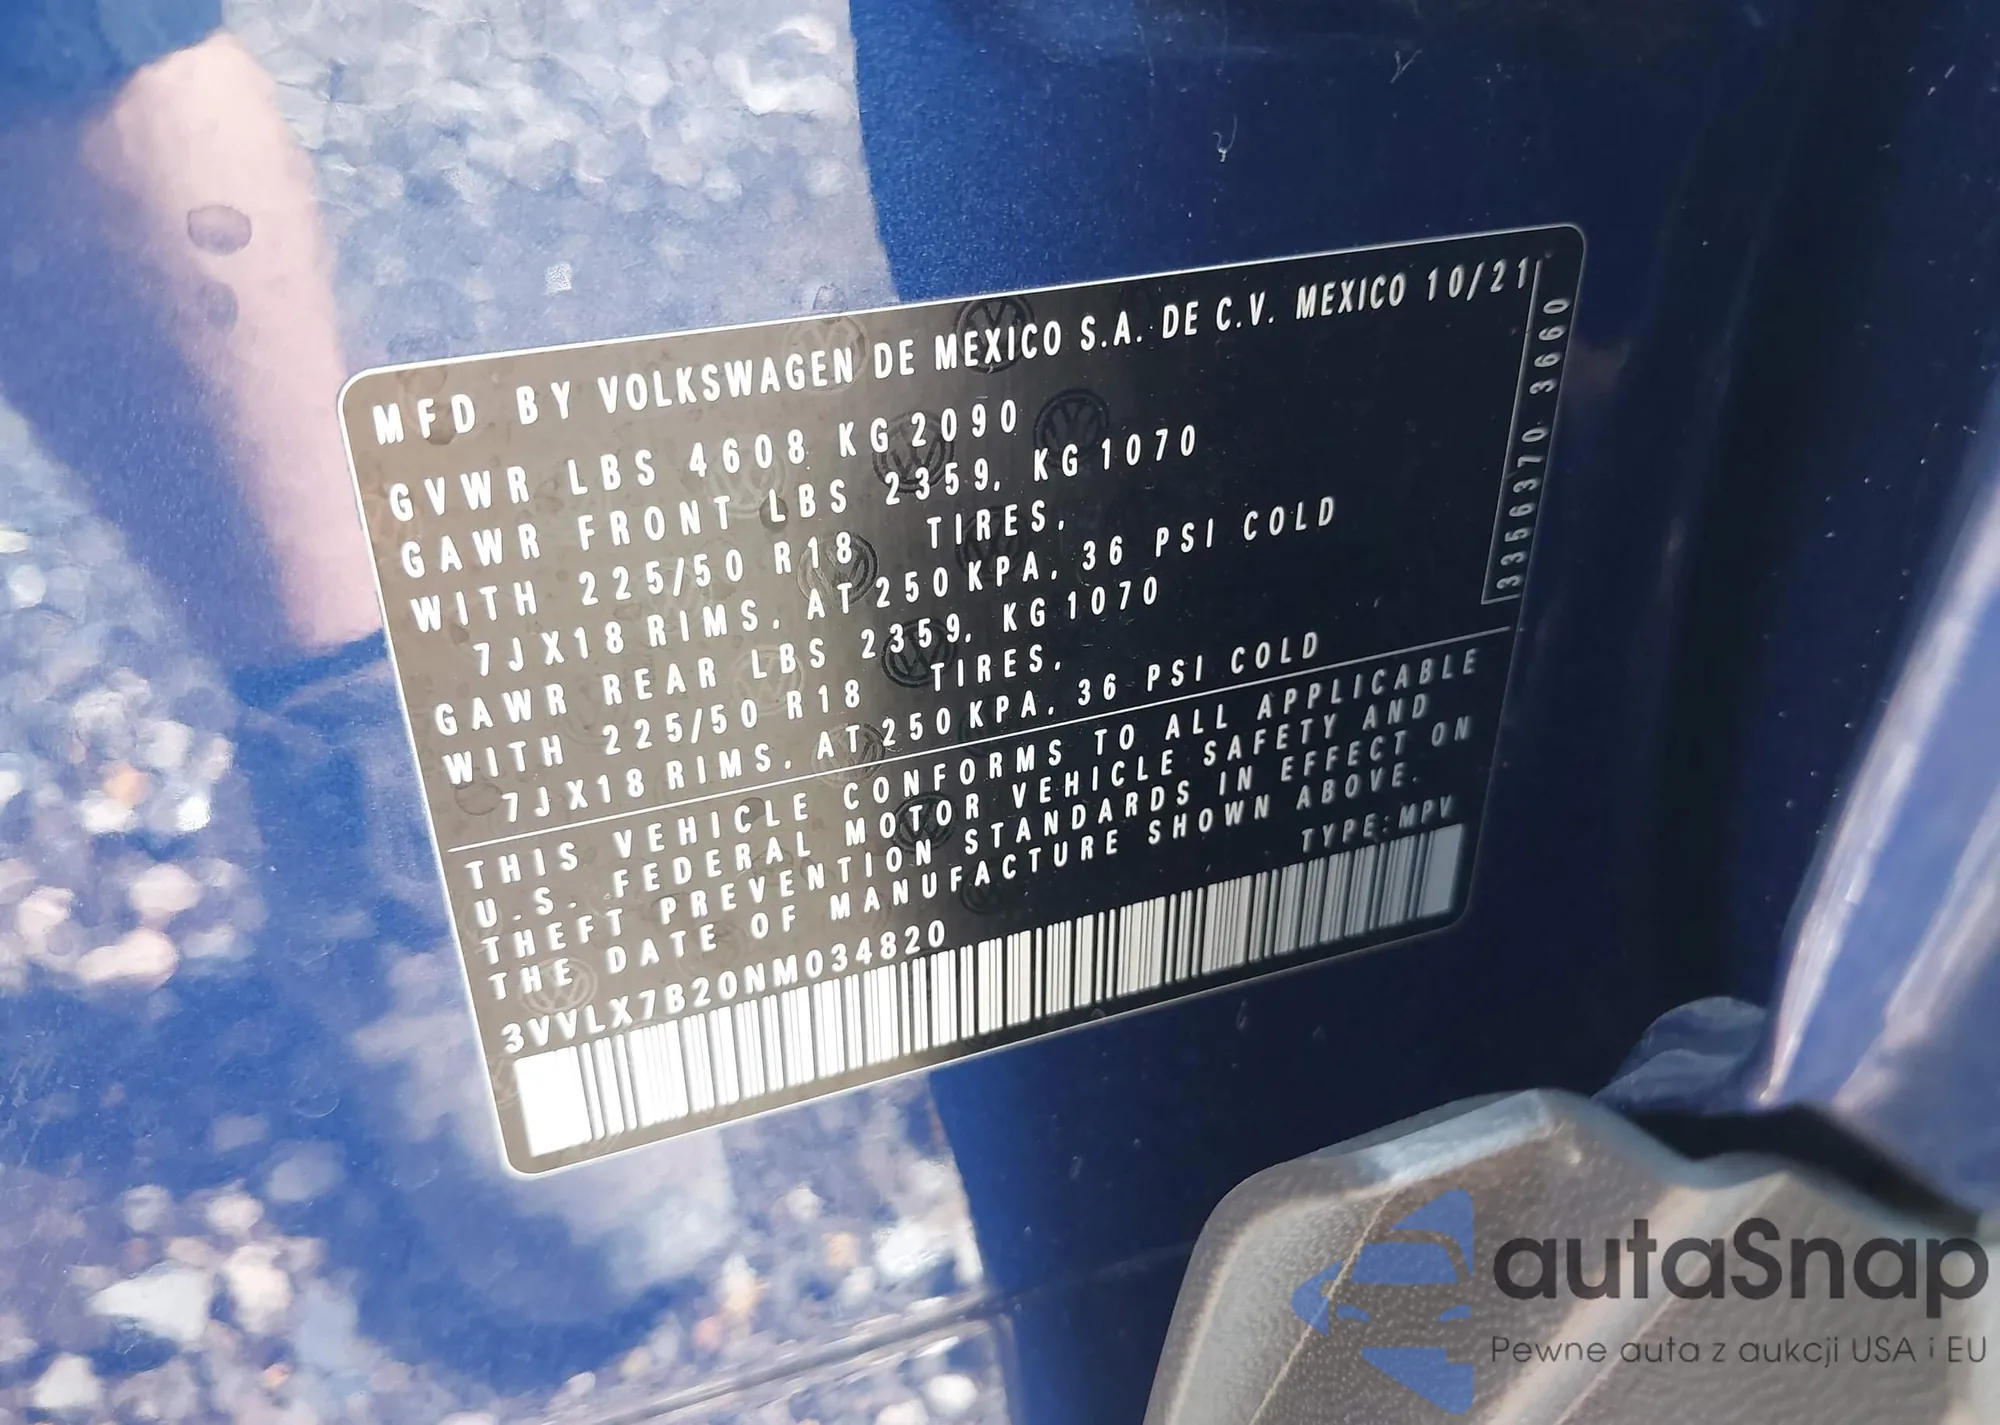 MFD BY VOLKSWAGEN DE MEXICO S.A. DE C.V. MEXICO 10/21
GVWR LBS 4608 KG 2090
GAWR FRONT LBS 2359. KG 1070
WITH 225/50 R18 TIRES.
7JX18 RIMS. AT 250 KPA. 36 PSI COLD
GAWR REAR LBS 2359. KG 1070
WITH 225/50 R18 TIRES.
7JX18 RIMS. AT 250 KPA. 36 PSI COLD
3356370 3660
THIS VEHICLE CONFORMS TO ALL APPLICABLE
U.S. FEDERAL MOTOR VEHICLE SAFETY AND
THEFT PREVENTION STANDARDS IN EFFECT ON
THE DATE OF MANUFACTURE SHOWN ABOVE.
3VVLX7B20NM034820 TYPE:MPV
autaSnap
Pewne auta z aukcji USA i EU